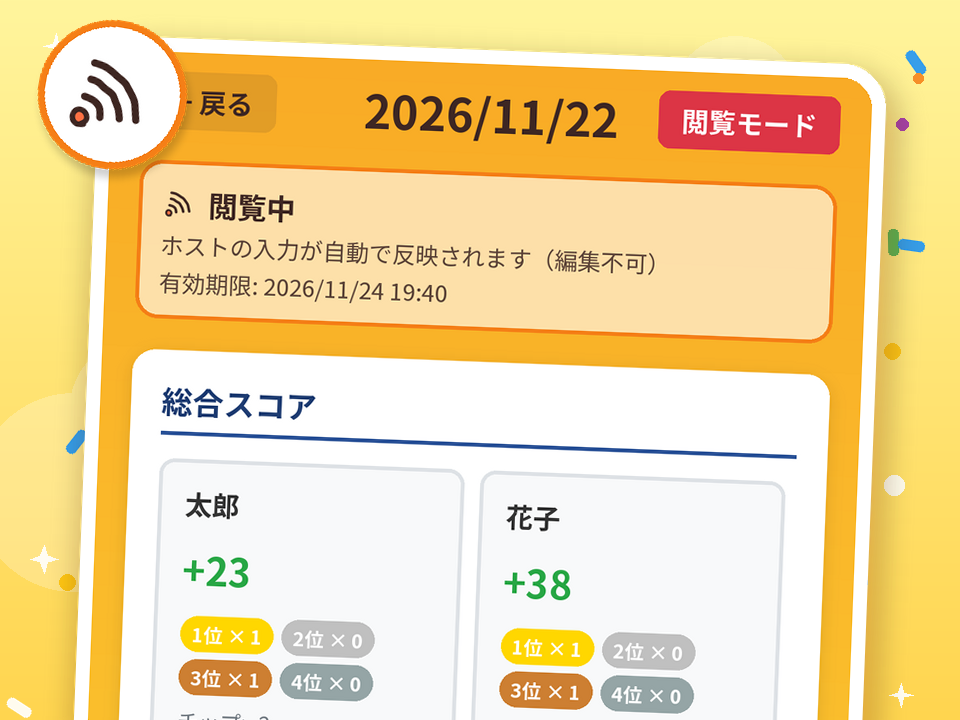 戻る
2026/11/22
閲覧モード
閲覧中
ホストの入力が自動で反映されます（編集不可）
有効期限: 2026/11/24 19:40
総合スコア
太郎
+23
1位 × 1
2位 × 0
3位 × 1
4位 × 0
花子
+38
1位 × 1
2位 × 0
3位 × 1
4位 × 0